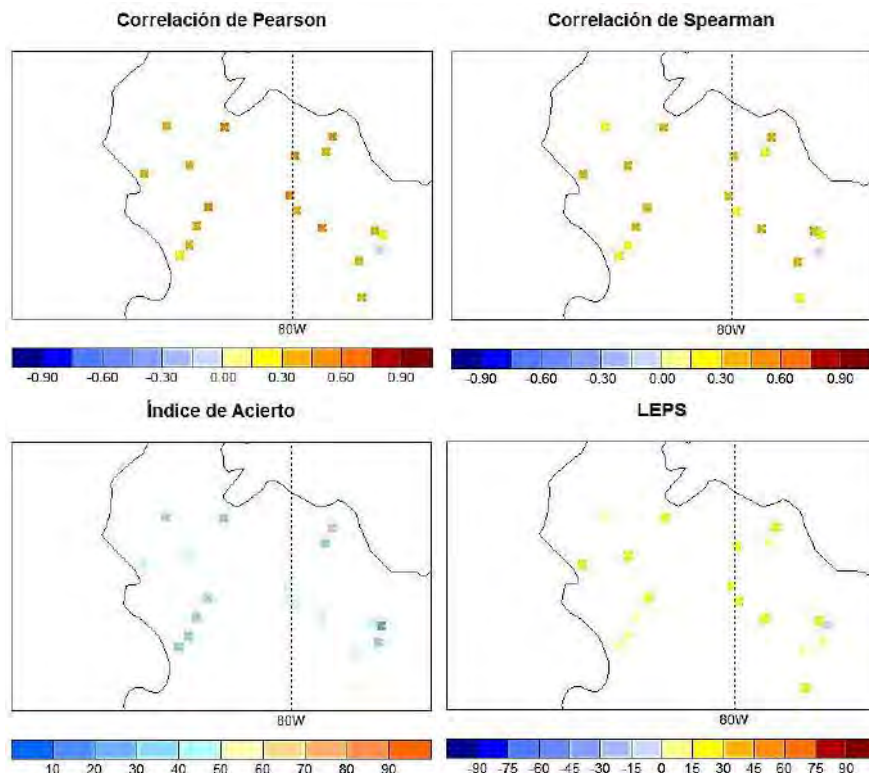 Correlación de Pearson
Correlación de Spearman
80W
80W
-0.90 -0.60 -0.30 0.00 0.30 0.60 0.90
-0.90 -0.60 -0.30 0.00 0.30 0.60 0.90
Índice de Acierto
LEPS
80W
80W
10 20 30 40 50 60 70 80 90
-90 -75 -60 -45 -30 -15 0 15 30 45 60 75 90